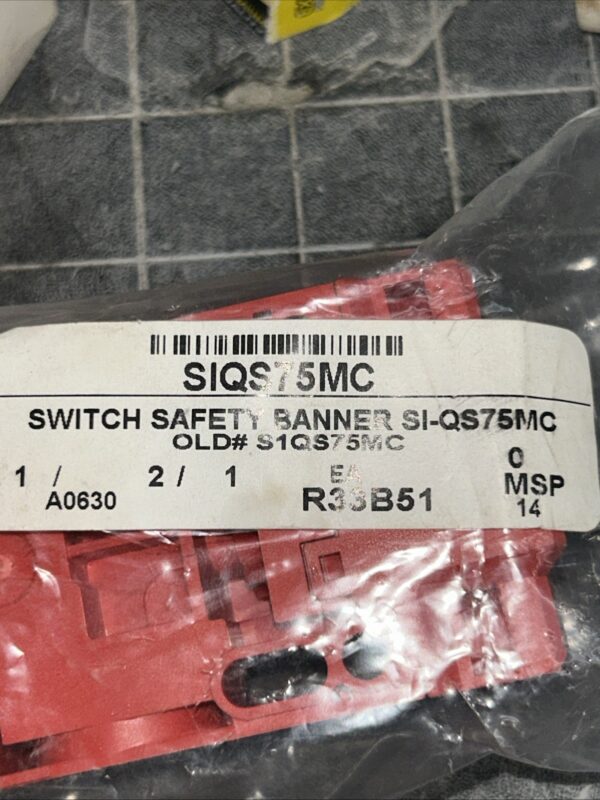 SIQS75MC
SWITCH SAFETY BANNER SI-QS75MC
OLD# S1QS75MC
1 / 2 / 1 EA 0
A0630 R33B51 MSP
14